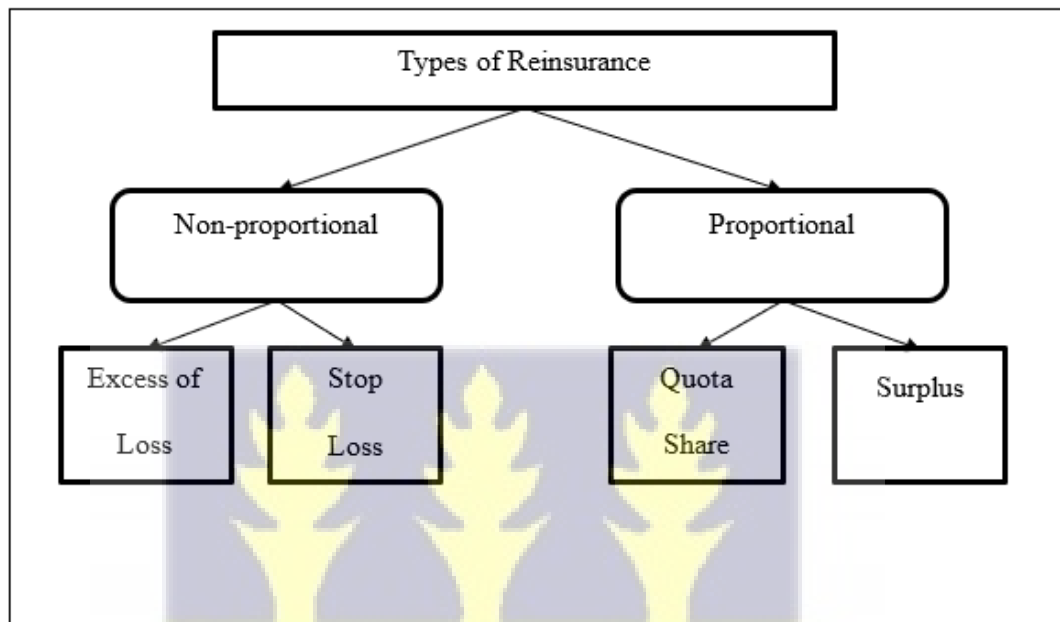 Types of Reinsurance
Non-proportional
Proportional
Excess of
Loss
Stop
Loss
Quota
Share
Surplus